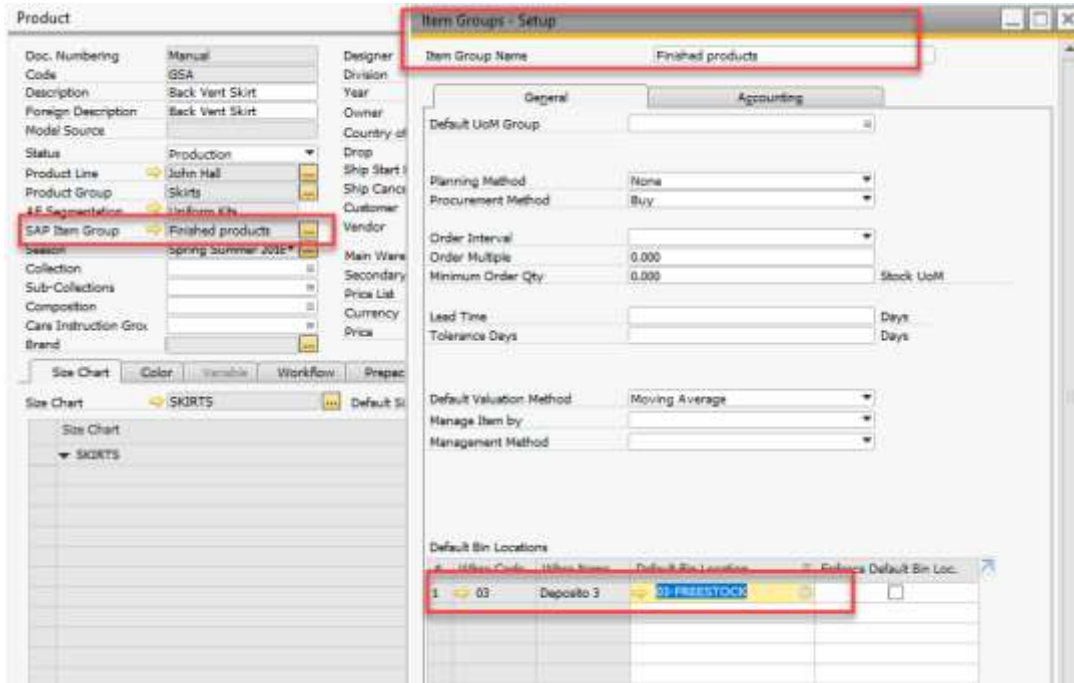 Product
Doc. Numbering Manual
Code GSA
Description Back Vent Skirt
Foreign Description Back Vent Skirt
Model Source
Status Production
Product Line John Hall
Product Group Skirts
AF Segmentation Uniform Kits
SAP Item Group Finished products
Season Spring Summer
Collection
Sub-Collections
Composition
Care Instruction Grou
Brand
Designer
Division
Year
Owner
Country of
Drop
Ship Start
Ship Cance
Customer
Vendor
Main Ware
Secondary
Price List
Currency
Price
Size Chart Color Variable Workflow Prepac
Size Chart SKIRTS Default Si
Size Chart
SKIRTS
Item Groups - Setup
Item Group Name Finished products
General Accounting
Default UoM Group
Planning Method None
Procurement Method Buy
Order Interval
Order Multiple 0.000
Minimum Order Qty 0.000 Stock UoM
Lead Time Days
Tolerance Days Days
Default Valuation Method Moving Average
Manage Item by
Management Method
Default Bin Locations
# Whse Code Whse Name Default Bin Location Enforce Default Bin Loc.
1 03 Deposito 3 03-FREESTOCK